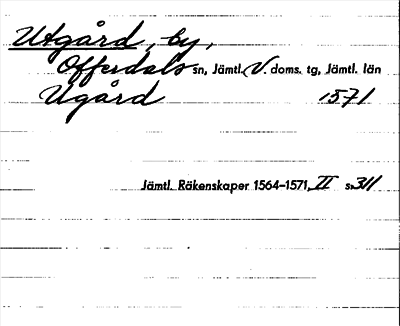 Utgård, by,
Offerdals sn, Jämtl. V. doms. tg, Jämtl. län
Ugård 1571
Jämtl. Räkenskaper 1564–1571, II s. 311